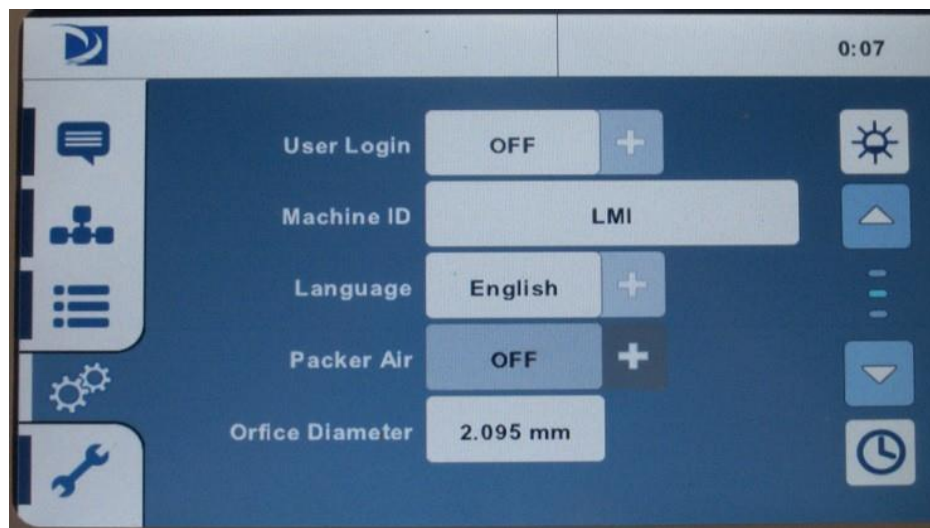 0:07
User Login OFF
Machine ID LMI
Language English
Packer Air OFF
Orfice Diameter 2.095 mm